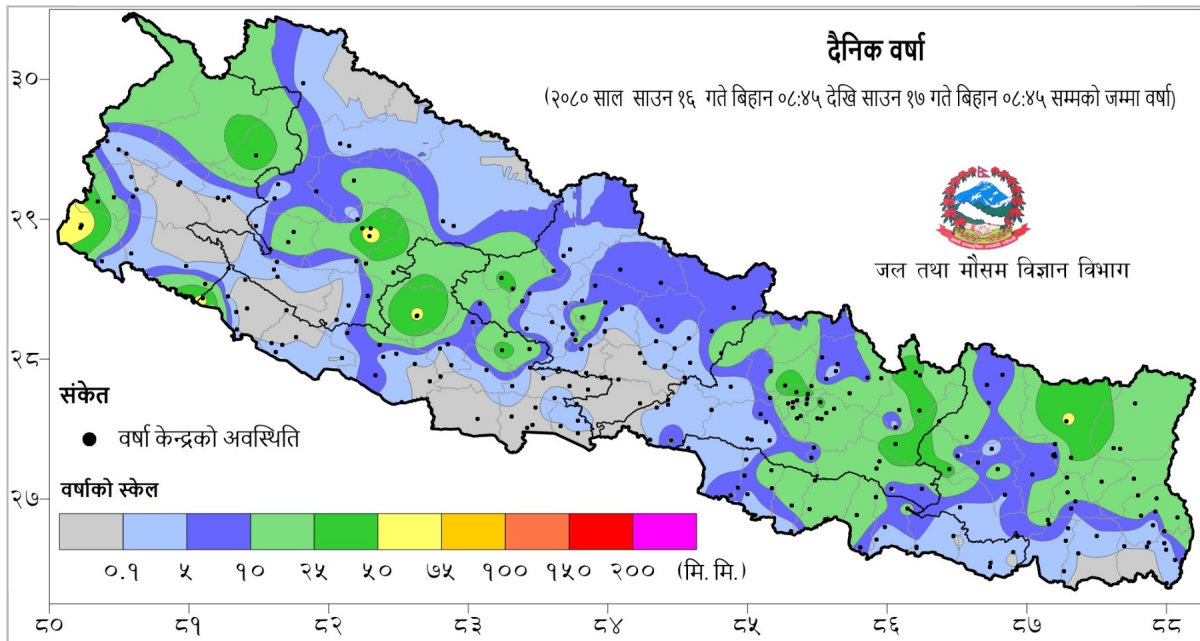 दैनिक वर्षा
(२०८० साल साउन १६ गते बिहान ०८:४५ देखि साउन १७ गते बिहान ०८:४५ सम्मको जम्मा वर्षा)
जल तथा मौसम विज्ञान विभाग
३०
२९
२८
२७
संकेत
वर्षा केन्द्रको अवस्थिति
वर्षाको स्केल
०.१ ५ १० २५ ५० ७५ १०० १५० २०० (मि. मि.)
८० ८१ ८२ ८३ ८४ ८५ ८६ ८७ ८८